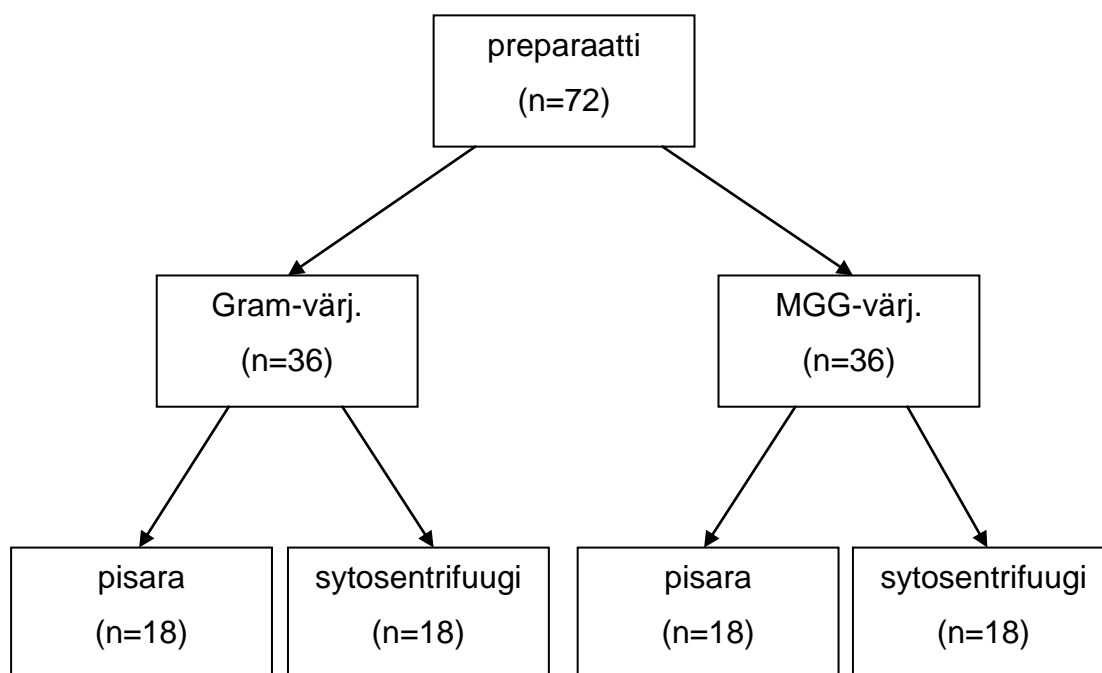 preparaatti
(n=72)
Gram-värj.
(n=36)
MGG-värj.
(n=36)
pisara
(n=18)
sytosentrifuugi
(n=18)
pisara
(n=18)
sytosentrifuugi
(n=18)